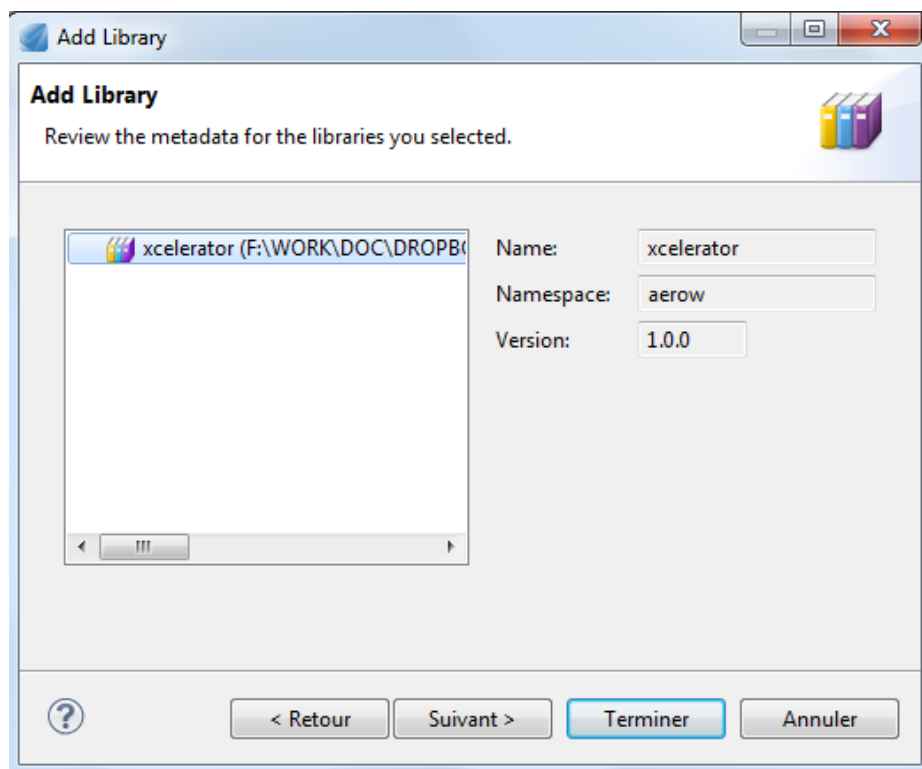 Add Library
Add Library
Review the metadata for the libraries you selected.
xcelerator (F:\WORK\DOC\DROPB
Name: xcelerator
Namespace: aerow
Version: 1.0.0
< Retour Suivant > Terminer Annuler